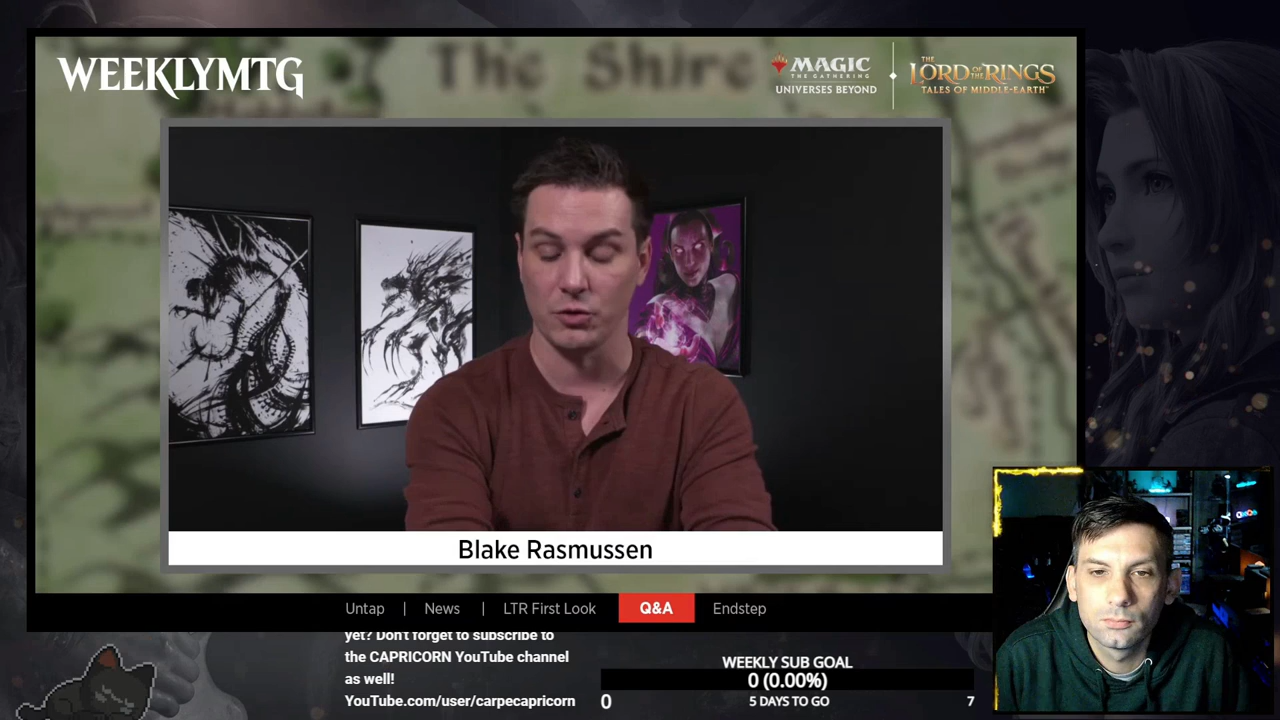 The Shire
WEEKLYMTG
MAGIC
THE GATHERING
UNIVERSES BEYOND
THE
LORD OF THE RINGS
TALES OF MIDDLE-EARTH
Blake Rasmussen
Untap | News | LTR First Look Q&A Endstep
yet? Don't forget to subscribe to
the CAPRICORN YouTube channel
as well!
YouTube.com/user/carpecapricorn
WEEKLY SUB GOAL
0 (0.00%)
0 5 DAYS TO GO 7